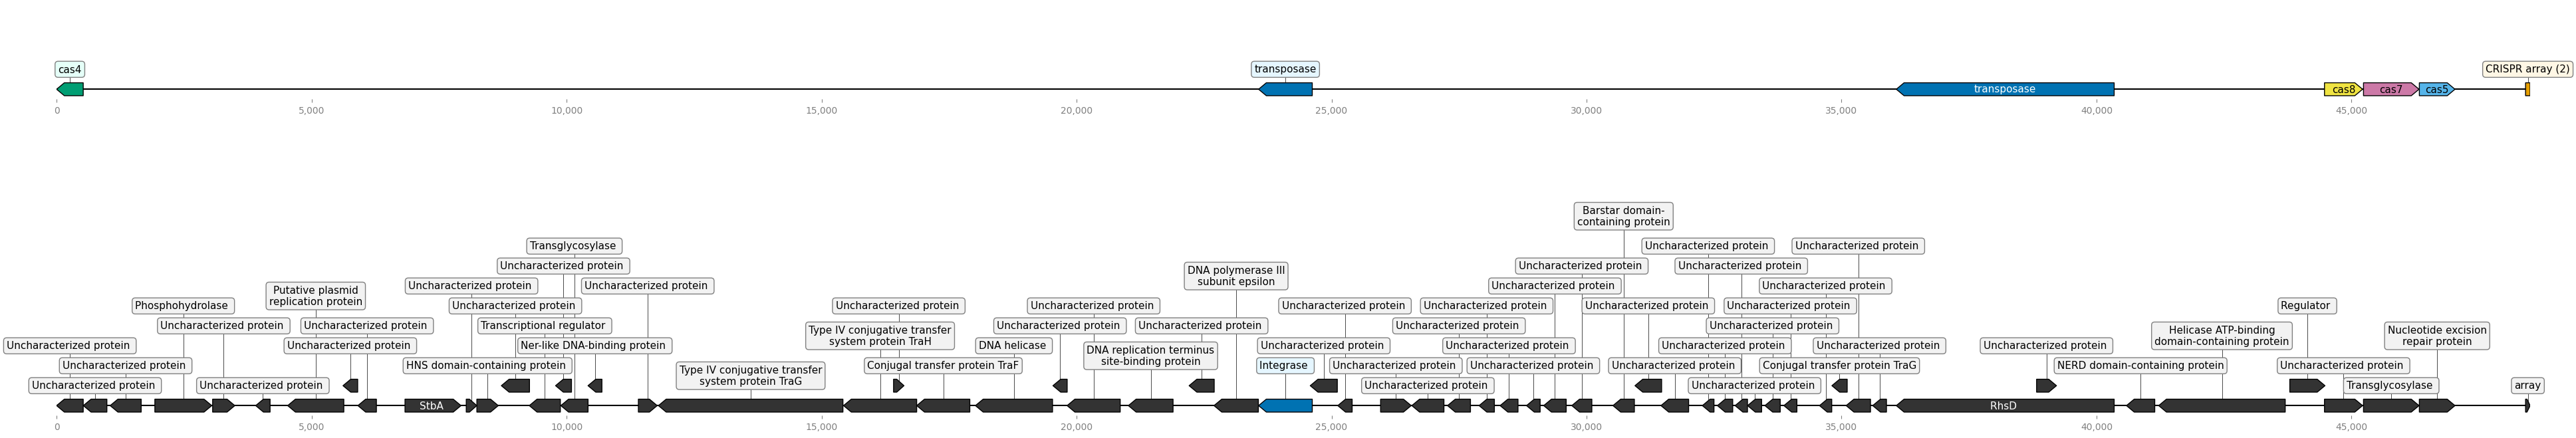 cas4
transposase
CRISPR array (2)
transposase
cas8
cas7
cas5
0
5,000
10,000
15,000
20,000
25,000
30,000
35,000
40,000
45,000
Barstar domain-
containing protein
Transglycosylase
Uncharacterized protein
Uncharacterized protein
Uncharacterized protein
Uncharacterized protein
Uncharacterized protein
DNA polymerase III
subunit epsilon
Uncharacterized protein
Uncharacterized protein
Uncharacterized protein
Uncharacterized protein
Putative plasmid
replication protein
Phosphohydrolase
Uncharacterized protein
Uncharacterized protein
Uncharacterized protein
Uncharacterized protein
Uncharacterized protein
Uncharacterized protein
Uncharacterized protein
Regulator
Uncharacterized protein
Uncharacterized protein
Transcriptional regulator
Type IV conjugative transfer
system protein TraH
Uncharacterized protein
Uncharacterized protein
Uncharacterized protein
Uncharacterized protein
Helicase ATP-binding
domain-containing protein
Nucleotide excision
repair protein
Uncharacterized protein
Uncharacterized protein
Ner-like DNA-binding protein
DNA helicase
DNA replication terminus
site-binding protein
Uncharacterized protein
Uncharacterized protein
Uncharacterized protein
Uncharacterized protein
Uncharacterized protein
Uncharacterized protein
HNS domain-containing protein
Type IV conjugative transfer
system protein TraG
Conjugal transfer protein TraF
Integrase
Uncharacterized protein
Uncharacterized protein
Uncharacterized protein
Conjugal transfer protein TraG
NERD domain-containing protein
Uncharacterized protein
Uncharacterized protein
Uncharacterized protein
Uncharacterized protein
Uncharacterized protein
Transglycosylase
array
StbA
RhsD
0
5,000
10,000
15,000
20,000
25,000
30,000
35,000
40,000
45,000